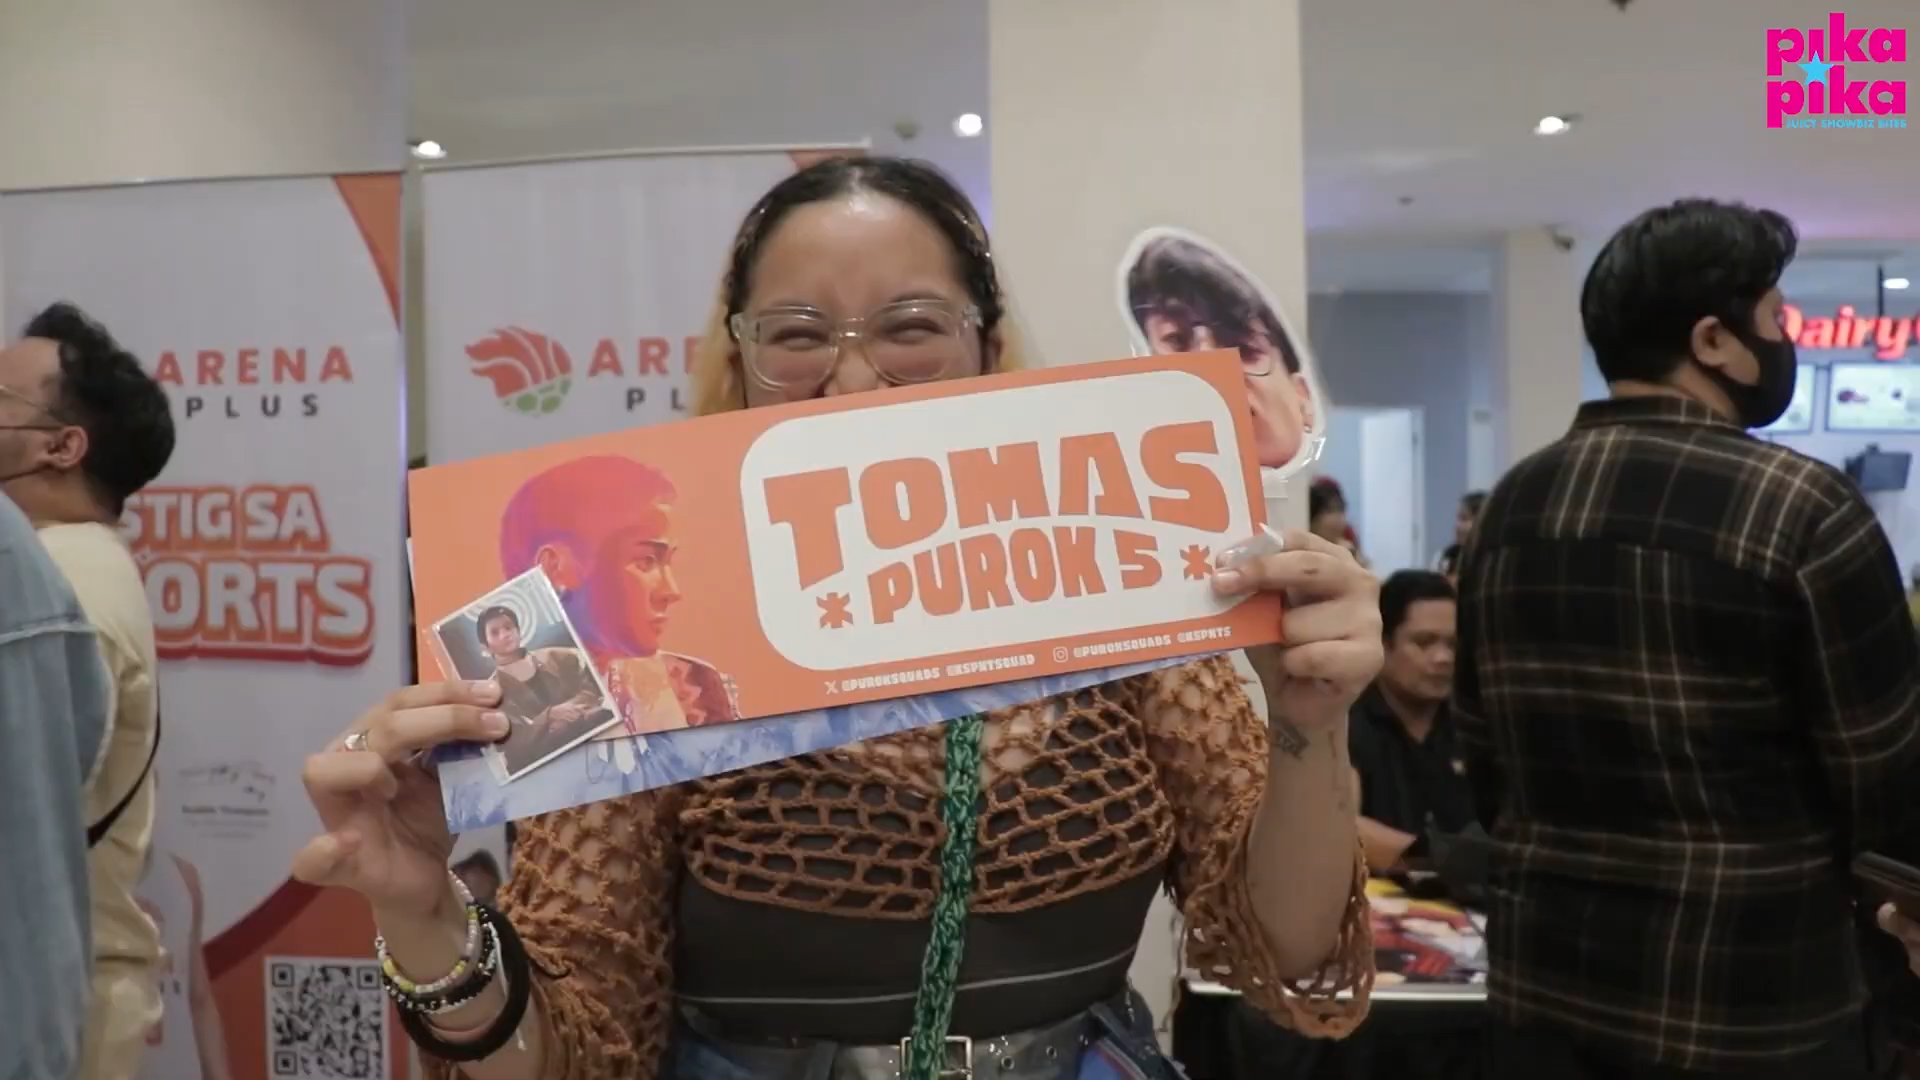 pika
pika
JUICY SHOWBIZ BITES
ARENA
PLUS
STIG SA
ORTS
ARE
PL
TOMAS
* PUROK 5 *
@PUROKSQUADS @KSPNTSQUAD @PUROKSQUADS @KSPNTS
Dairy